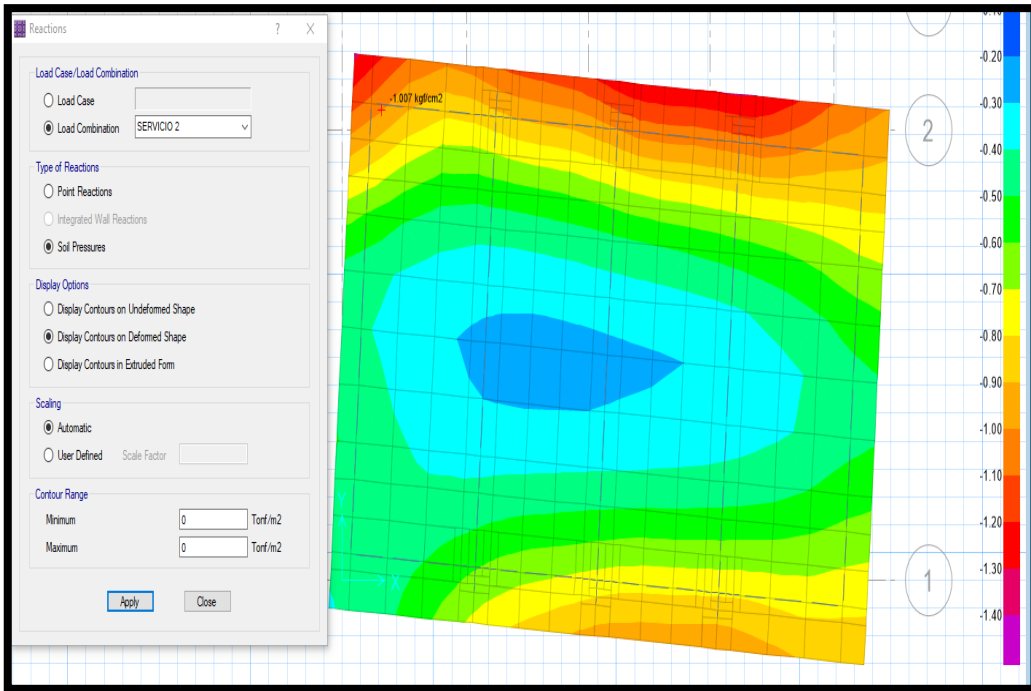 Reactions ? X
Load Case/Load Combination
Load Case
Load Combination SERVICIO 2
Type of Reactions
Point Reactions
Integrated Wall Reactions
Soil Pressures
Display Options
Display Contours on Undeformed Shape
Display Contours on Deformed Shape
Display Contours in Extruded Form
Scaling
Automatic
User Defined Scale Factor
Contour Range
Minimum 0 Tonf/m2
Maximum 0 Tonf/m2
Apply Close
-1.007 kgf/cm2
Y
X
2
1
-0.20
-0.30
-0.40
-0.50
-0.60
-0.70
-0.80
-0.90
-1.00
-1.10
-1.20
-1.30
-1.40